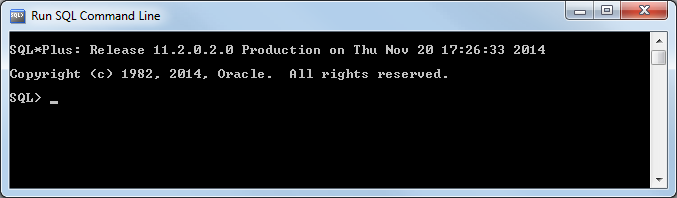 Run SQL Command Line
SQL*Plus: Release 11.2.0.2.0 Production on Thu Nov 20 17:26:33 2014
Copyright (c) 1982, 2014, Oracle.  All rights reserved.
SQL> _